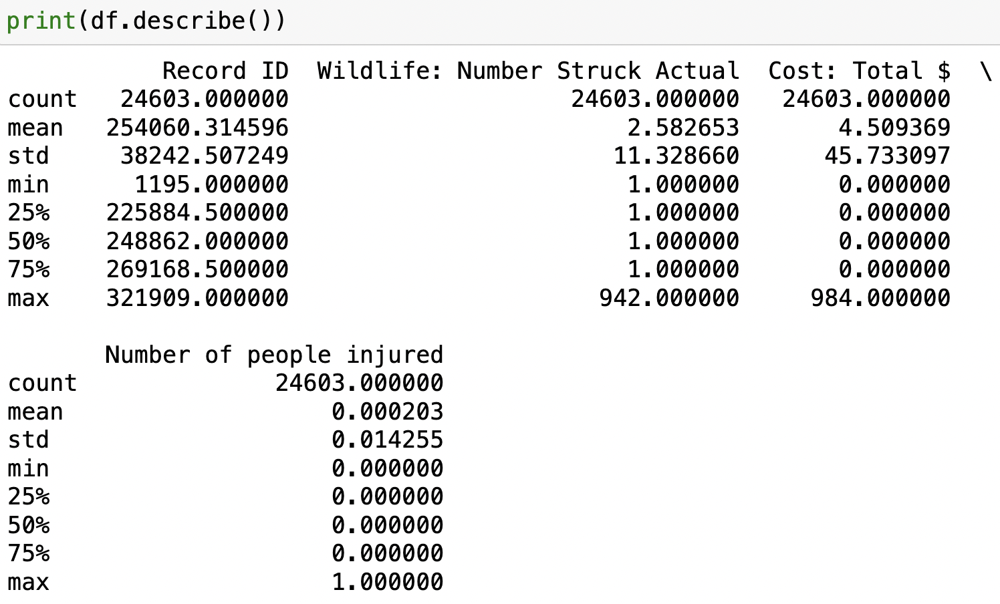 print(df.describe())
Record ID  Wildlife: Number Struck Actual  Cost: Total $  \
count   24603.000000                    24603.000000   24603.000000
mean   254060.314596                        2.582653       4.509369
std     38242.507249                       11.328660      45.733097
min      1195.000000                        1.000000       0.000000
25%    225884.500000                        1.000000       0.000000
50%    248862.000000                        1.000000       0.000000
75%    269168.500000                        1.000000       0.000000
max    321909.000000                      942.000000     984.000000
Number of people injured
count              24603.000000
mean                   0.000203
std                    0.014255
min                    0.000000
25%                    0.000000
50%                    0.000000
75%                    0.000000
max                    1.000000